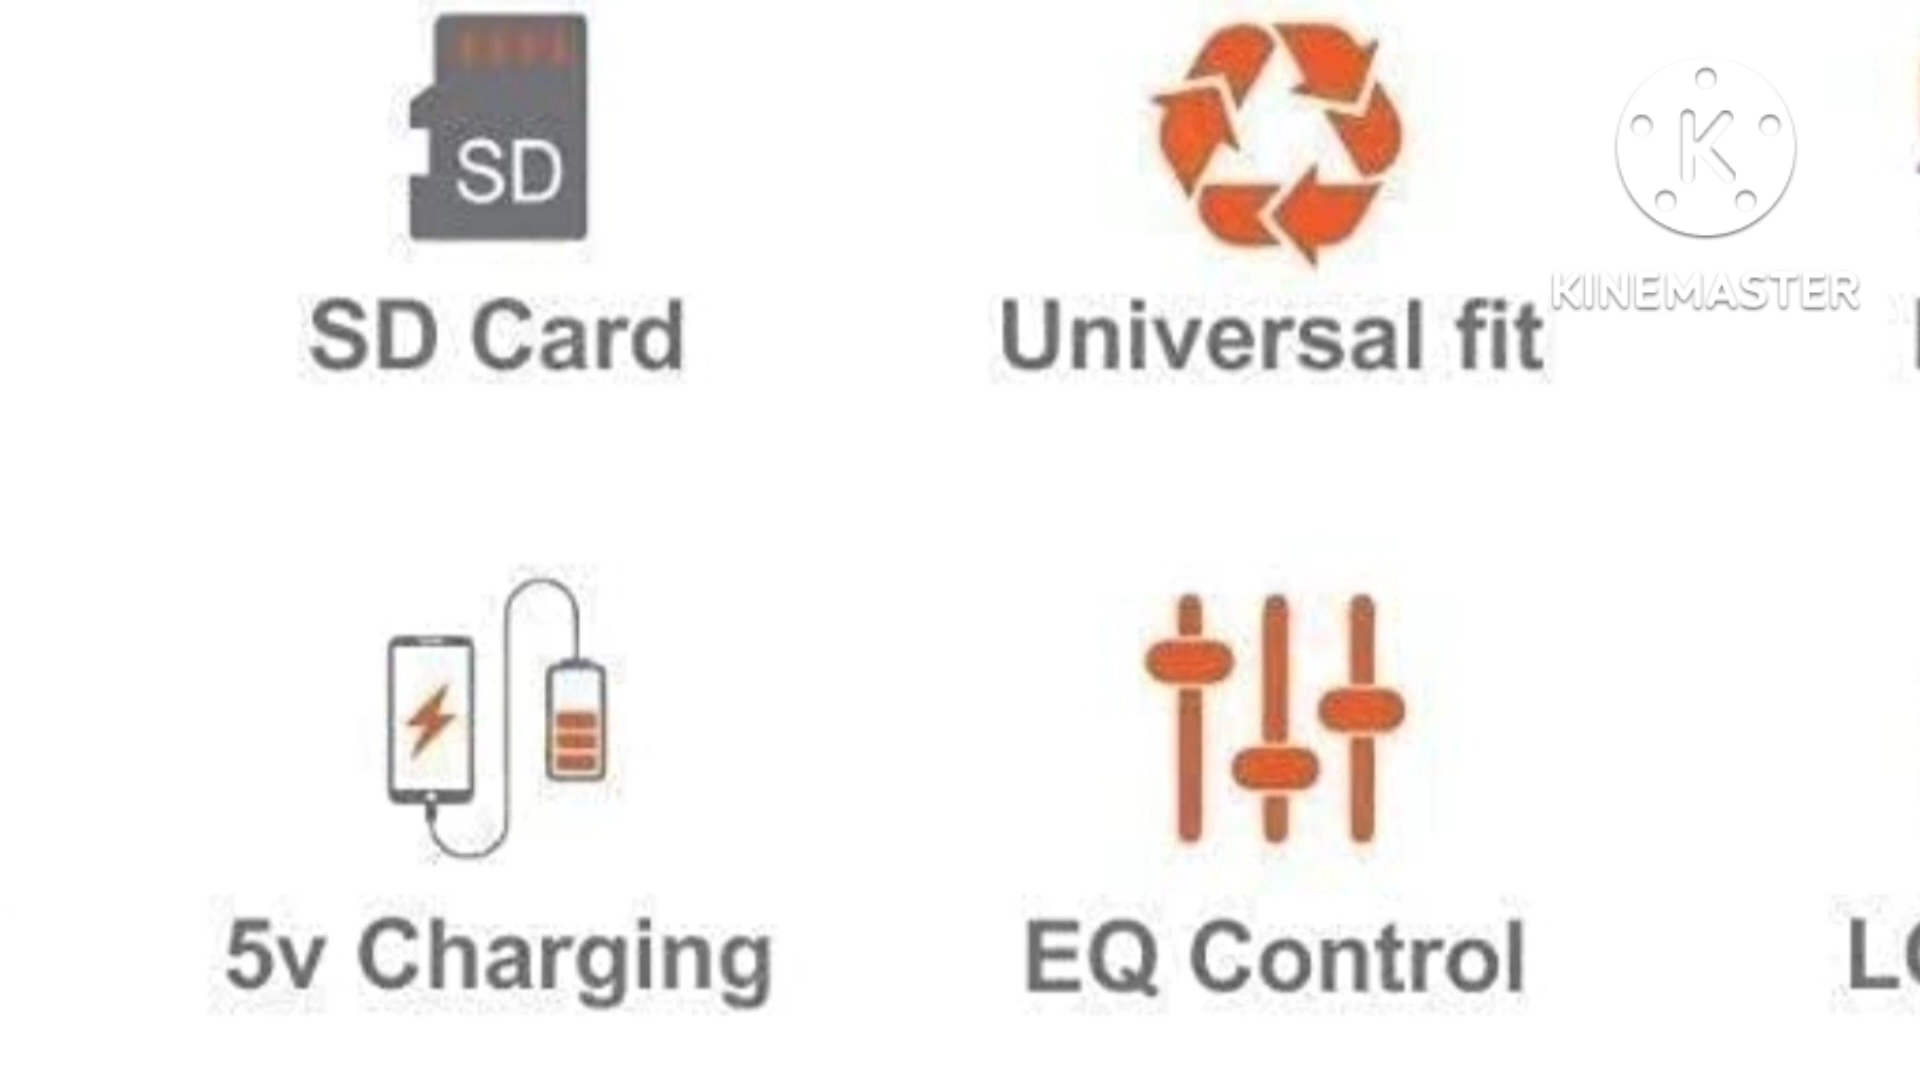 SD
SD Card
Universal fit
K
KINEMASTER
5v Charging
EQ Control